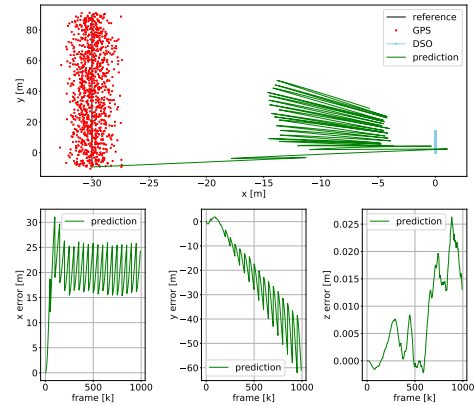 reference
GPS
DSO
prediction
y [m]
80
60
40
20
0
−30
−25
−20
−15
−10
−5
0
x [m]
prediction
x error [m]
30
25
20
15
10
5
0
0
500
1000
frame [k]
prediction
y error [m]
0
−10
−20
−30
−40
−50
−60
0
500
1000
frame [k]
prediction
z error [m]
0.025
0.020
0.015
0.010
0.005
0.000
0
500
1000
frame [k]